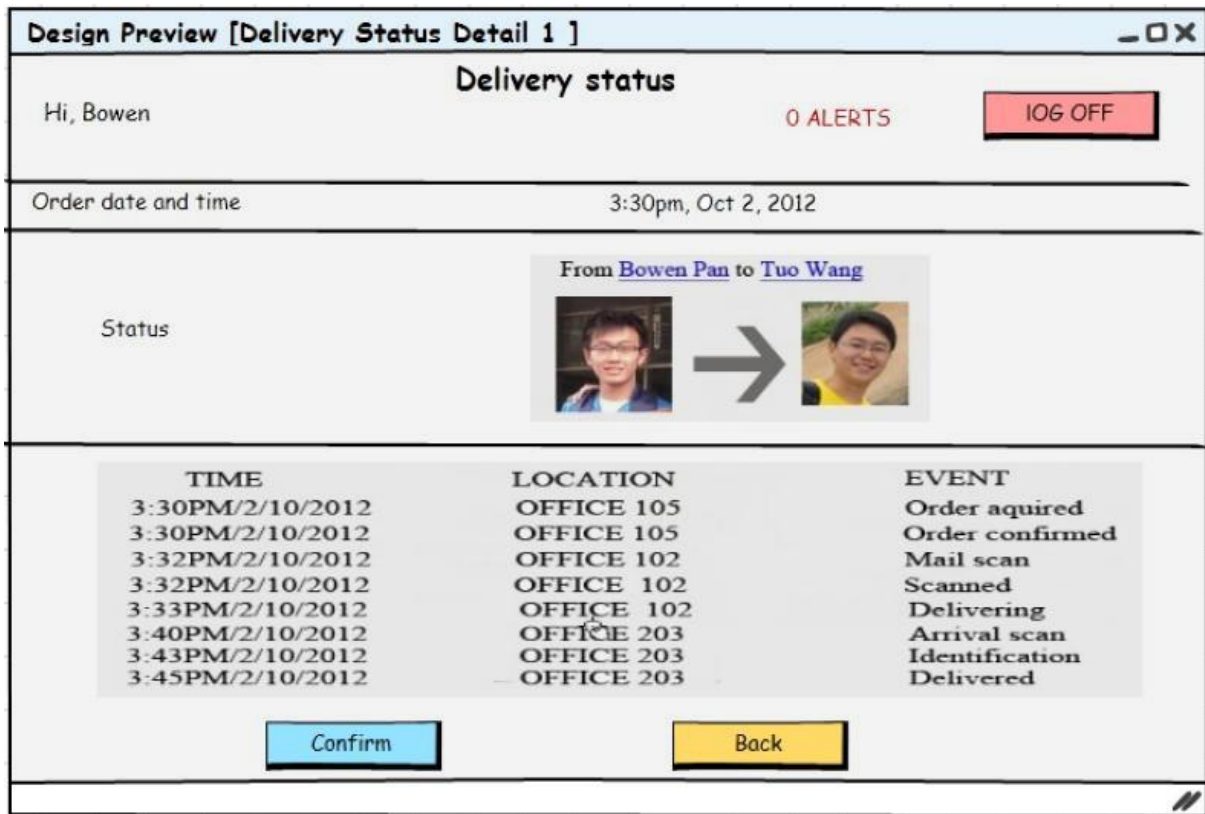 Design Preview [Delivery Status Detail 1 ]
Delivery status
Hi, Bowen
0 ALERTS
lOG OFF
Order date and time
3:30pm, Oct 2, 2012
From Bowen Pan to Tuo Wang
Status
TIME LOCATION EVENT
3:30PM/2/10/2012 OFFICE 105 Order aquired
3:30PM/2/10/2012 OFFICE 105 Order confirmed
3:32PM/2/10/2012 OFFICE 102 Mail scan
3:32PM/2/10/2012 OFFICE 102 Scanned
3:33PM/2/10/2012 OFFICE 102 Delivering
3:40PM/2/10/2012 OFFICE 203 Arrival scan
3:43PM/2/10/2012 OFFICE 203 Identification
3:45PM/2/10/2012 OFFICE 203 Delivered
Confirm
Back